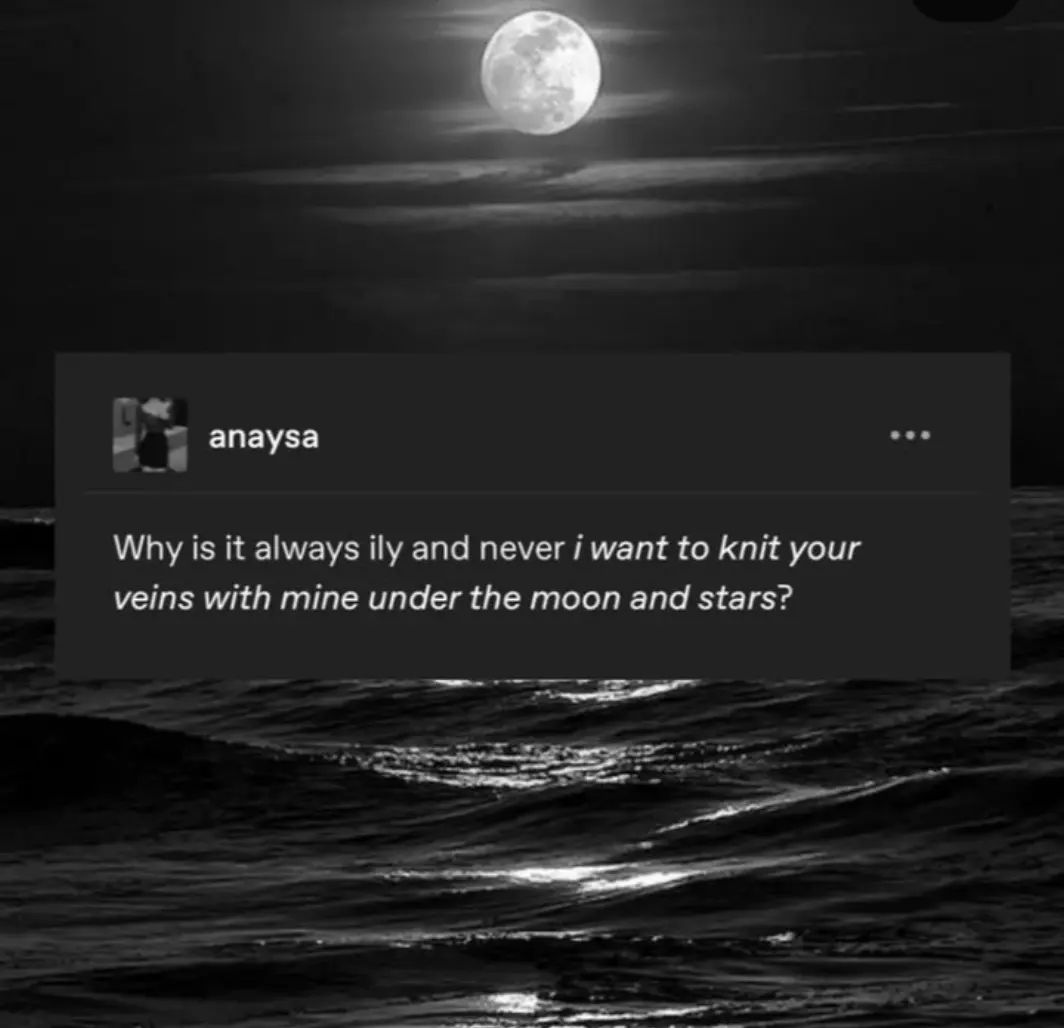 anaysa
Why is it always ily and never i want to knit your
veins with mine under the moon and stars?